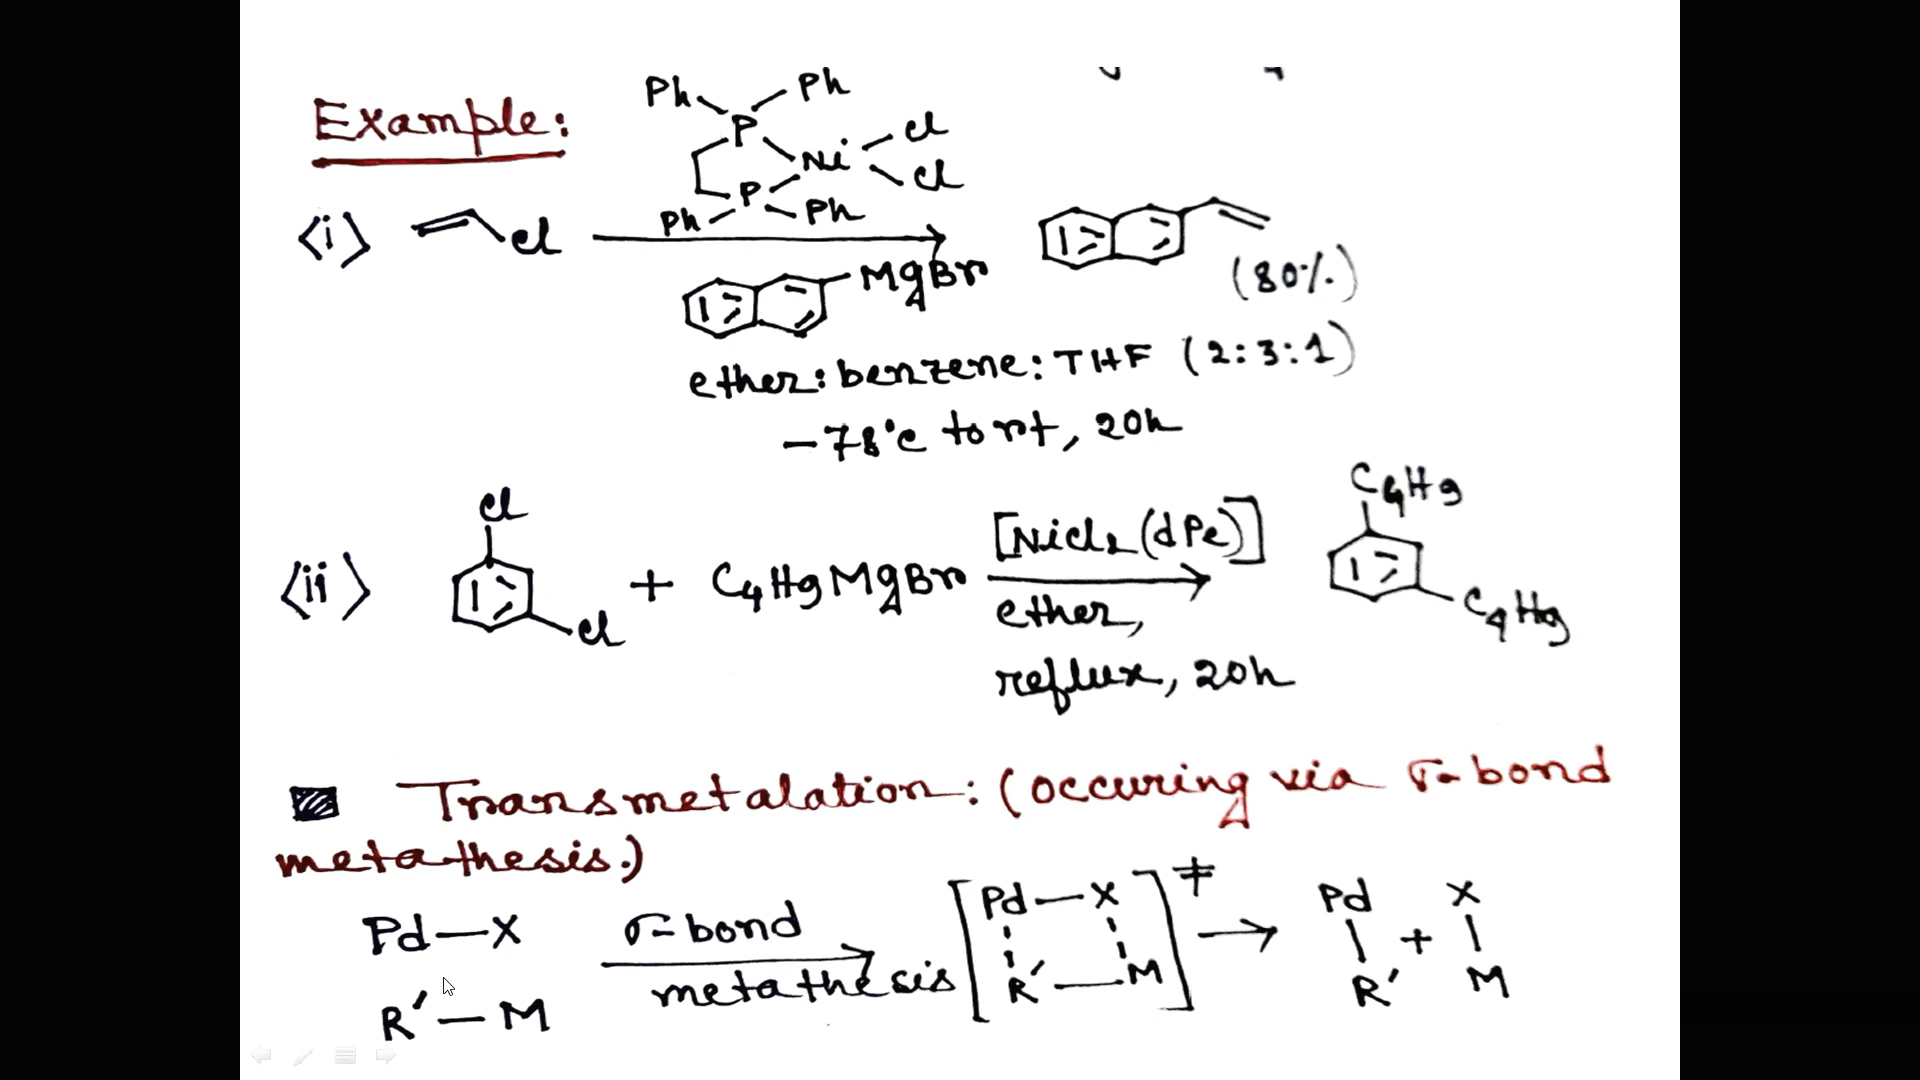 Example:
Ph Ph
P Ni Cl
Cl
P
Ph Ph
<i> Cl
MgBr
(80%)
ether: benzene: THF (2:3:1)
-78°C to rt, 20h
<ii> Cl
Cl
+ C4H9MgBr
[NiCl2(dPe)]
ether,
reflux, 20h
C4H9
C4H9
Transmetalation: (occuring via σ-bond
metathesis.)
Pd-X
R'-M
σ-bond
metathesis
[Pd-X
R'-M]‡
Pd + X
R' M